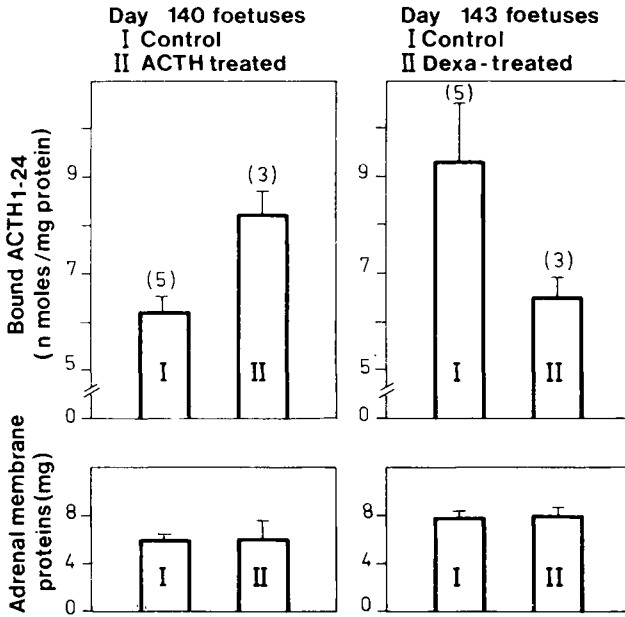 Day 140 foetuses
I Control
II ACTH treated
Day 143 foetuses
I Control
II Dexa-treated
Bound ACTH1-24
(n moles/mg protein)
9
7
5
0
(5)
(3)
I
II
9
7
5
0
(5)
(3)
I
II
Adrenal membrane
proteins (mg)
8
4
0
I
II
8
4
0
I
II